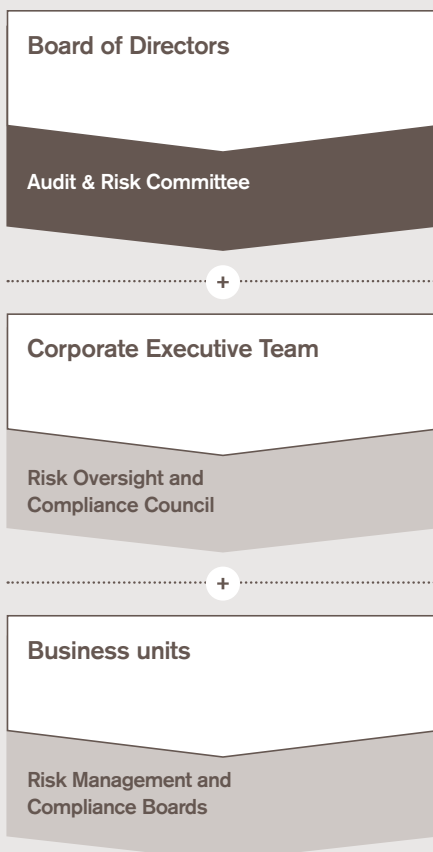 Board of Directors
Audit & Risk Committee
+
Corporate Executive Team
Risk Oversight and
Compliance Council
+
Business units
Risk Management and
Compliance Boards